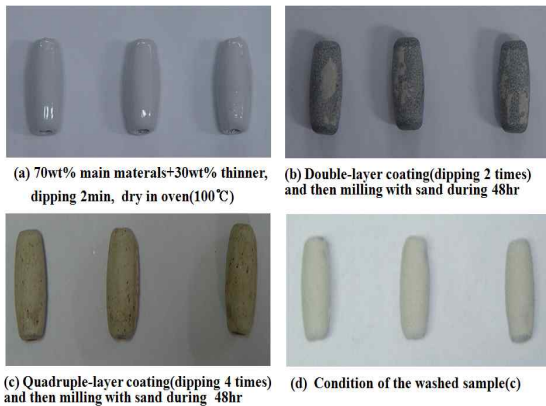 (a) 70wt% main materals+30wt% thinner,
dipping 2min, dry in oven(100℃)
(b) Double-layer coating(dipping 2 times)
and then milling with sand during 48hr
(c) Quadruple-layer coating(dipping 4 times)
and then milling with sand during 48hr
(d) Condition of the washed sample(c)